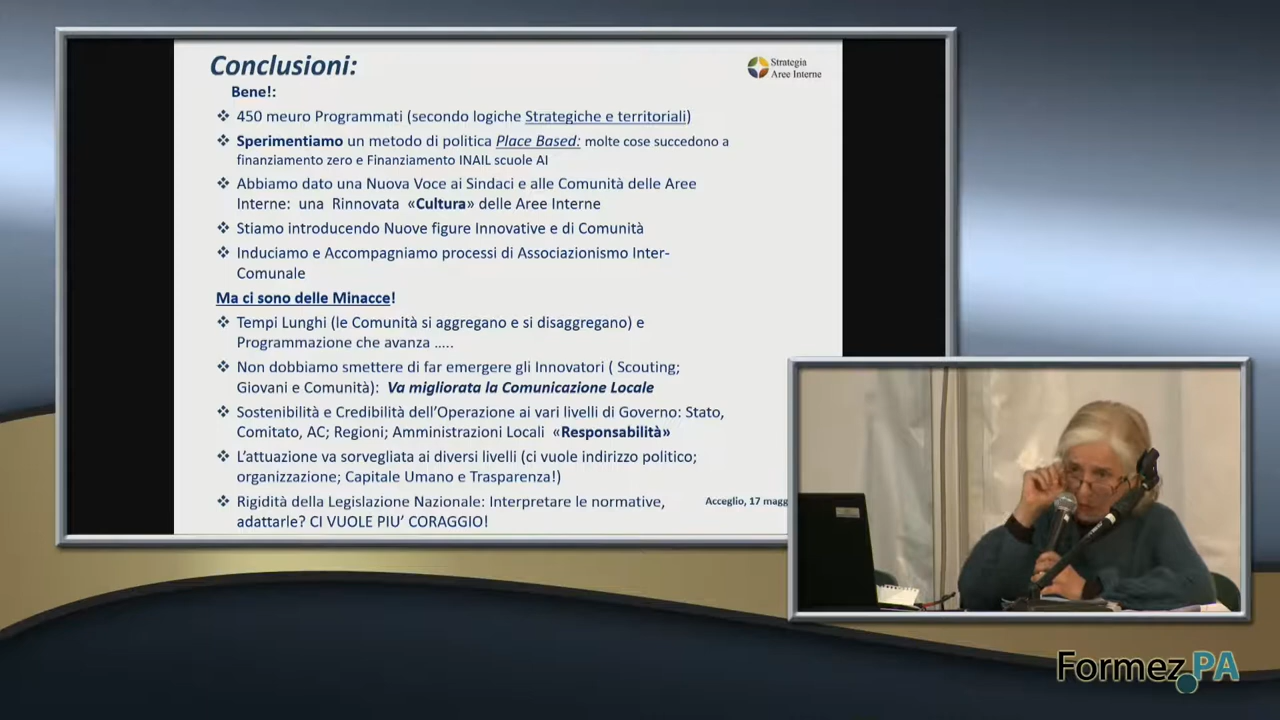 Conclusioni:
Strategia
Aree Interne
Bene!:
❖ 450 meuro Programmati (secondo logiche Strategiche e territoriali)
❖ Sperimentiamo un metodo di politica Place Based: molte cose succedono a
finanziamento zero e Finanziamento INAIL scuole AI
❖ Abbiamo dato una Nuova Voce ai Sindaci e alle Comunità delle Aree
Interne: una Rinnovata «Cultura» delle Aree Interne
❖ Stiamo introducendo Nuove figure Innovative e di Comunità
❖ Induciamo e Accompagniamo processi di Associazionismo Inter-
Comunale
Ma ci sono delle Minacce!
❖ Tempi Lunghi (le Comunità si aggregano e si disaggregano) e
Programmazione che avanza …..
❖ Non dobbiamo smettere di far emergere gli Innovatori ( Scouting;
Giovani e Comunità): Va migliorata la Comunicazione Locale
❖ Sostenibilità e Credibilità dell’Operazione ai vari livelli di Governo: Stato,
Comitato, AC; Regioni; Amministrazioni Locali «Responsabilità»
❖ L’attuazione va sorvegliata ai diversi livelli (ci vuole indirizzo politico;
organizzazione; Capitale Umano e Trasparenza!)
❖ Rigidità della Legislazione Nazionale: Interpretare le normative,
adattarle? CI VUOLE PIU’ CORAGGIO!
Acceglio, 17 magg
Formez PA